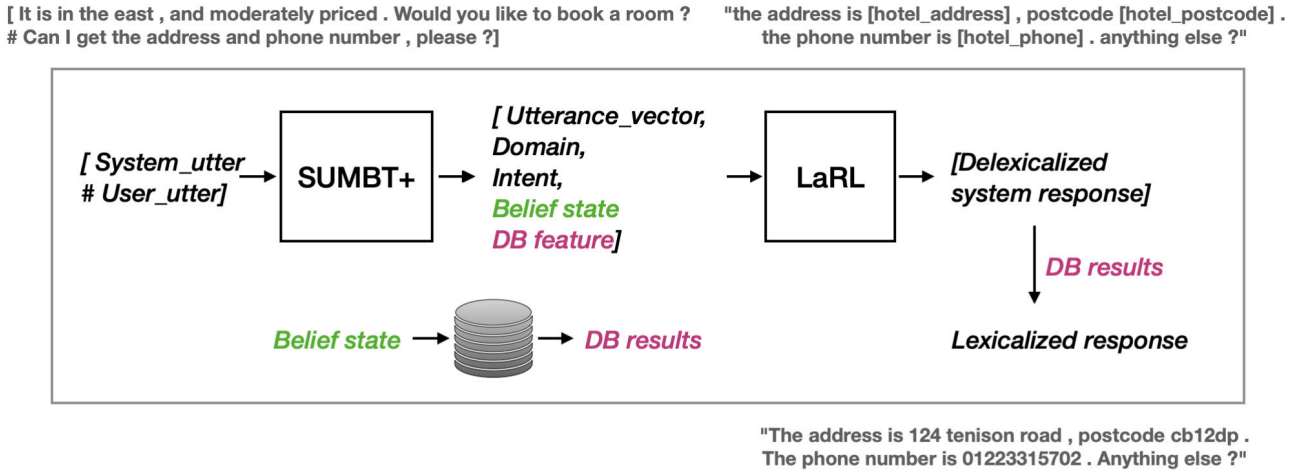 [ It is in the east , and moderately priced . Would you like to book a room ?
# Can I get the address and phone number , please ?]
"the address is [hotel_address] , postcode [hotel_postcode] .
the phone number is [hotel_phone] . anything else ?"
[ System_utter
# User_utter]
SUMBT+
[ Utterance_vector,
Domain,
Intent,
Belief state
DB feature]
LaRL
[Delexicalized
system response]
DB results
Belief state
DB results
Lexicalized response
"The address is 124 tenison road , postcode cb12dp .
The phone number is 01223315702 . Anything else ?"